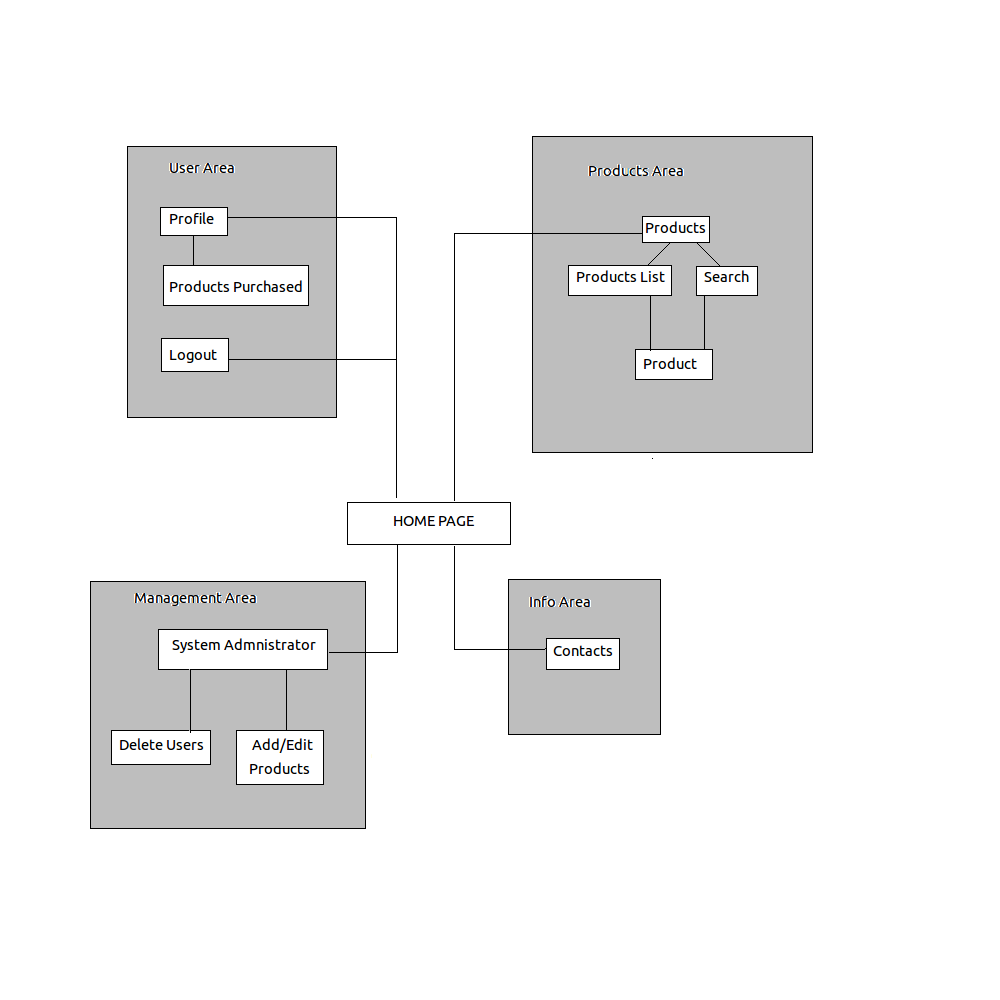 User Area
Profile
Products Purchased
Logout
Products Area
Products
Products List
Search
Product
HOME PAGE
Management Area
System Admnistrator
Delete Users
Add/Edit
Products
Info Area
Contacts